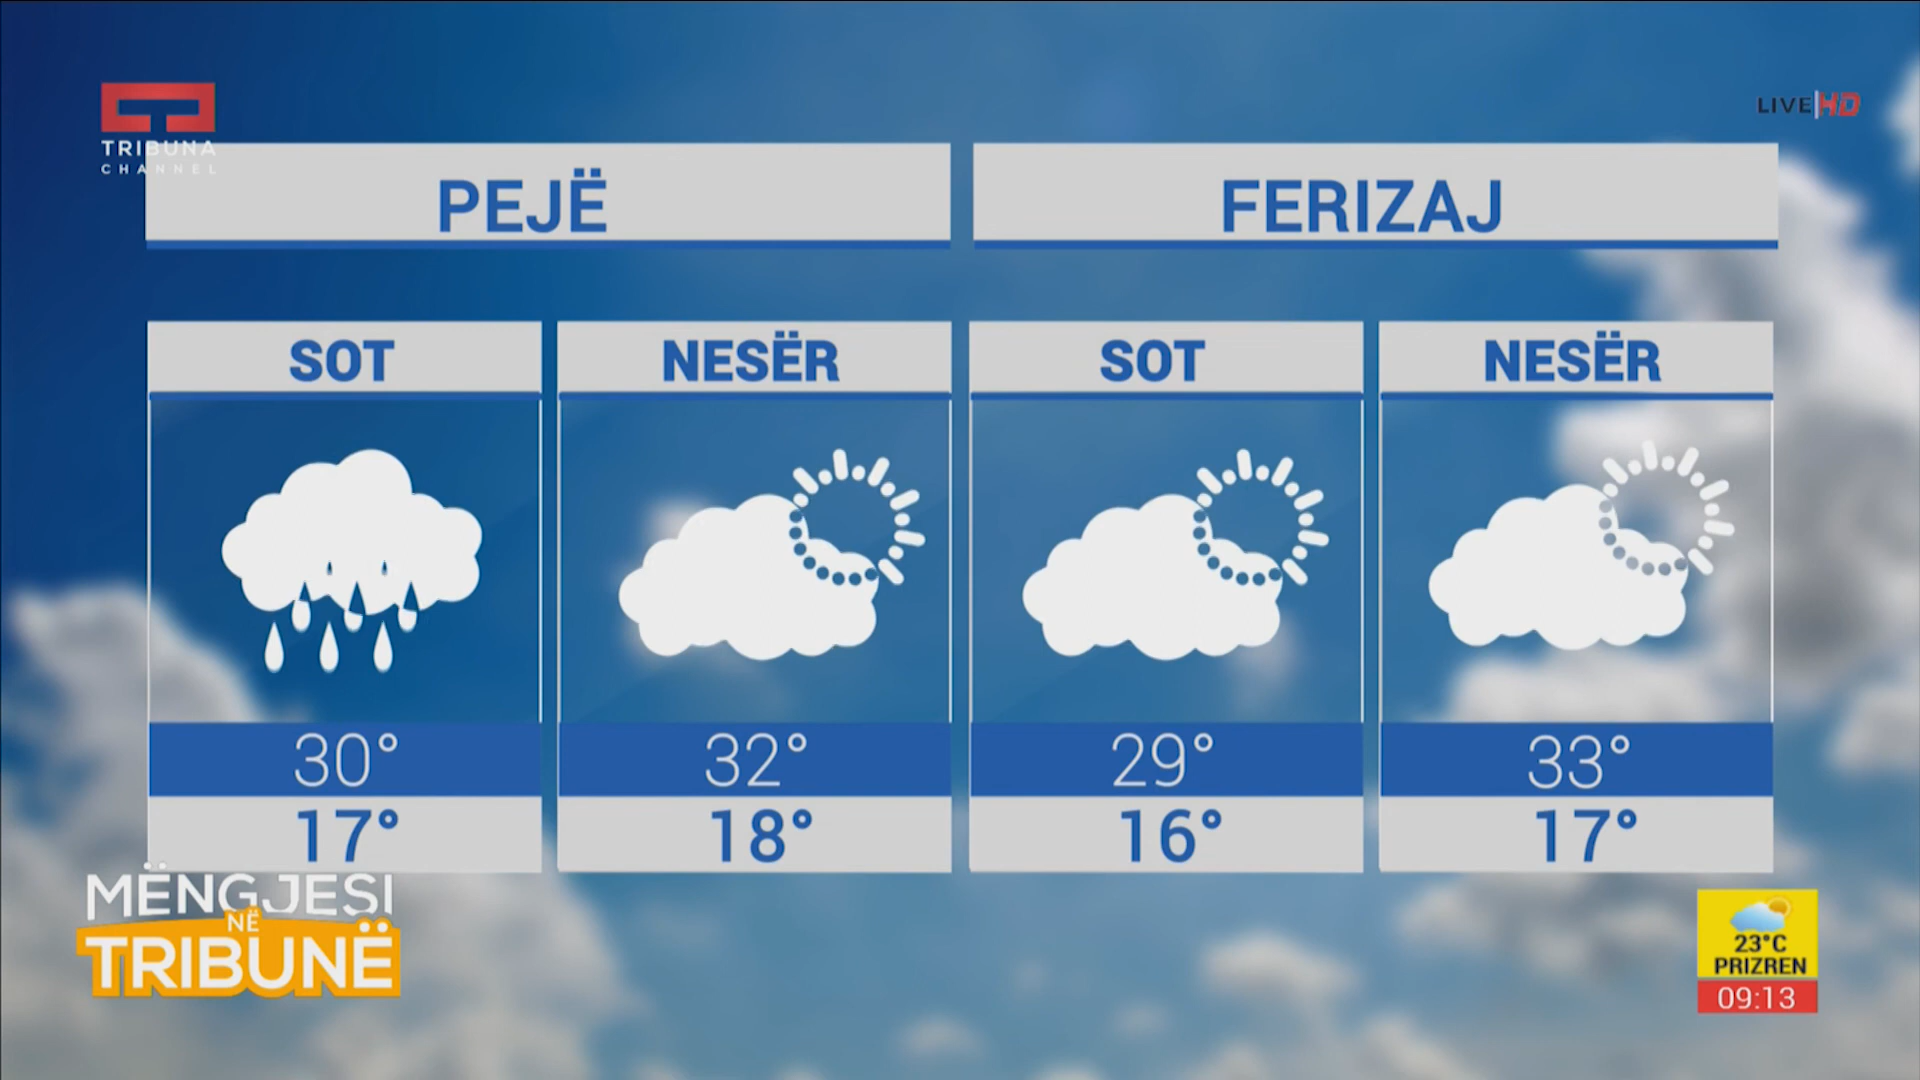 TRIBUNA
CHANNEL
LIVE|HD
PEJË
FERIZAJ
SOT
NESËR
SOT
NESËR
30°
32°
29°
33°
17°
18°
16°
17°
MËNGJESI
NË
TRIBUNË
23°C
PRIZREN
09:13